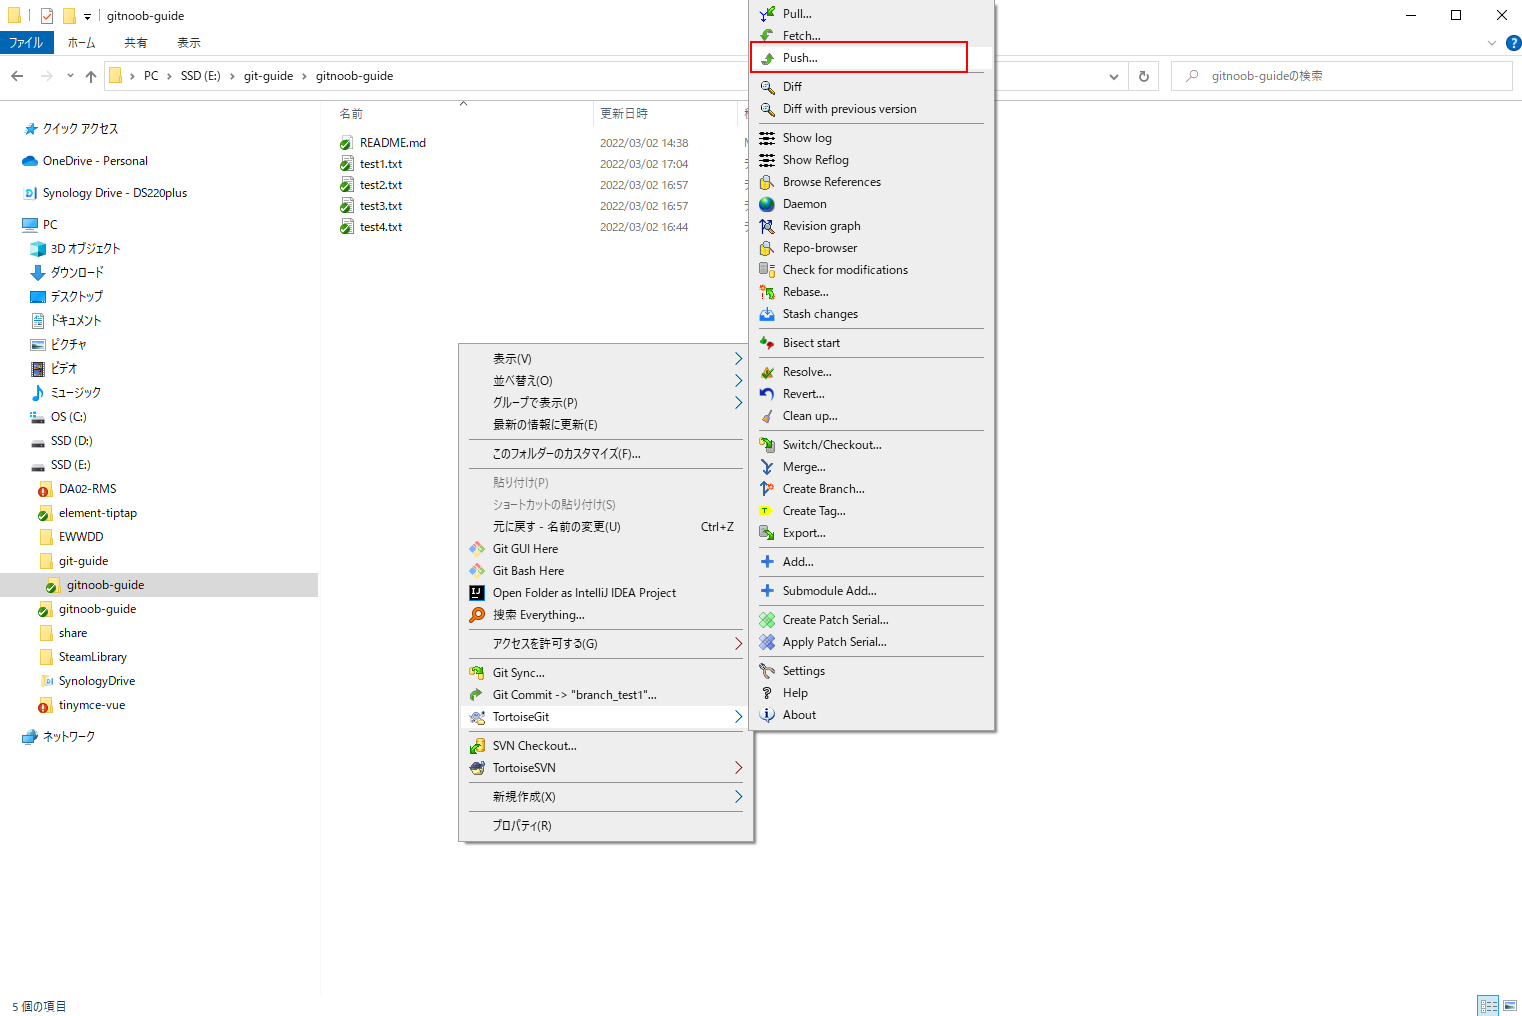 gitnoob-guide
ファイル ホーム 共有 表示
PC SSD (E:) git-guide gitnoob-guide
gitnoob-guideの検索
クイック アクセス
OneDrive - Personal
Synology Drive - DS220plus
PC
3D オブジェクト
ダウンロード
デスクトップ
ドキュメント
ピクチャ
ビデオ
ミュージック
OS (C:)
SSD (D:)
SSD (E:)
DA02-RMS
element-tiptap
EWWDD
git-guide
gitnoob-guide
gitnoob-guide
share
SteamLibrary
SynologyDrive
tinymce-vue
ネットワーク
名前 更新日時
README.md 2022/03/02 14:38
test1.txt 2022/03/02 17:04
test2.txt 2022/03/02 16:57
test3.txt 2022/03/02 16:57
test4.txt 2022/03/02 16:44
表示(V)
並べ替え(O)
グループで表示(P)
最新の情報に更新(E)
このフォルダーのカスタマイズ(F)...
貼り付け(P)
ショートカットの貼り付け(S)
元に戻す - 名前の変更(U) Ctrl+Z
Git GUI Here
Git Bash Here
Open Folder as IntelliJ IDEA Project
搜索 Everything...
アクセスを許可する(G)
Git Sync...
Git Commit -> "branch_test1"...
TortoiseGit
SVN Checkout...
TortoiseSVN
新規作成(X)
プロパティ(R)
Pull...
Fetch...
Push...
Diff
Diff with previous version
Show log
Show Reflog
Browse References
Daemon
Revision graph
Repo-browser
Check for modifications
Rebase...
Stash changes
Bisect start
Resolve...
Revert...
Clean up...
Switch/Checkout...
Merge...
Create Branch...
Create Tag...
Export...
Add...
Submodule Add...
Create Patch Serial...
Apply Patch Serial...
Settings
Help
About
5 個の項目